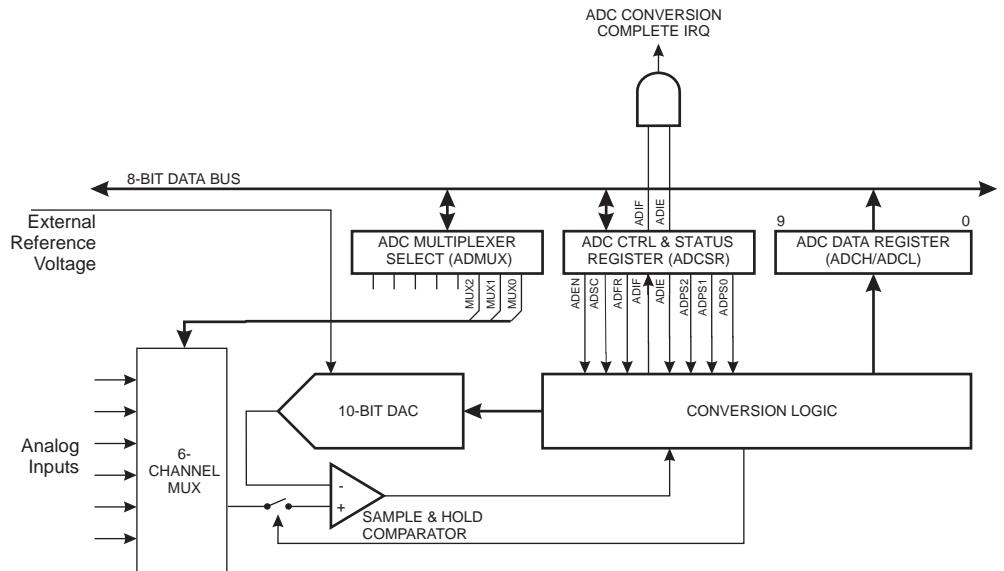 ADC CONVERSION
COMPLETE IRQ
8-BIT DATA BUS
ADIF
ADIE
External
Reference
Voltage
9
0
ADC MULTIPLEXER
SELECT (ADMUX)
ADC CTRL & STATUS
REGISTER (ADCSR)
ADC DATA REGISTER
(ADCH/ADCL)
MUX2
MUX1
MUX0
ADEN
ADSC
ADFR
ADIF
ADIE
ADPS2
ADPS1
ADPS0
10-BIT DAC
CONVERSION LOGIC
Analog
Inputs
6-
CHANNEL
MUX
-
+
SAMPLE & HOLD
COMPARATOR